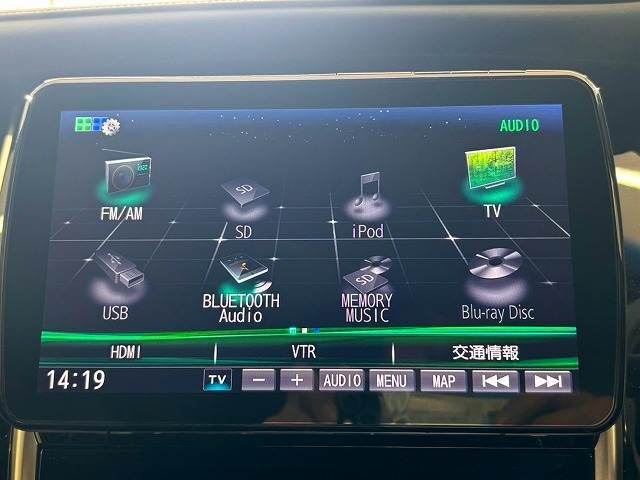 AUDIO
FM/AM
SD
iPod
TV
USB
BLUETOOTH
Audio
MEMORY
MUSIC
Blu-ray Disc
HDMI
VTR
交通情報
14:19
TV
AUDIO
MENU
MAP